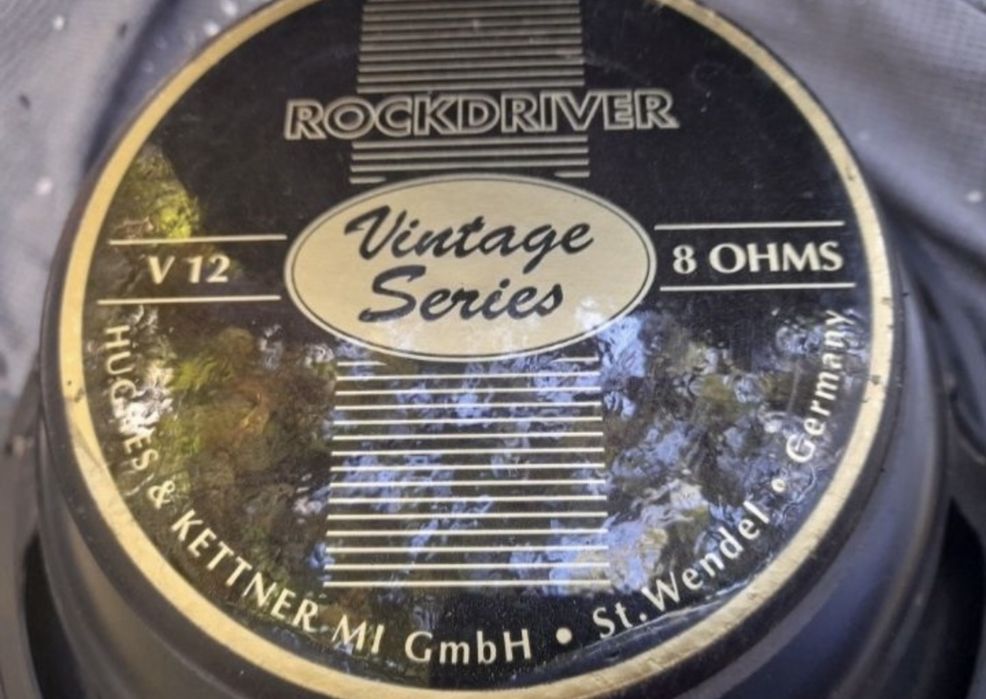 ROCKDRIVER
Vintage
Series
V 12
8 OHMS
HUGHES & KETTNER MI GmbH • St. Wendel • Germany